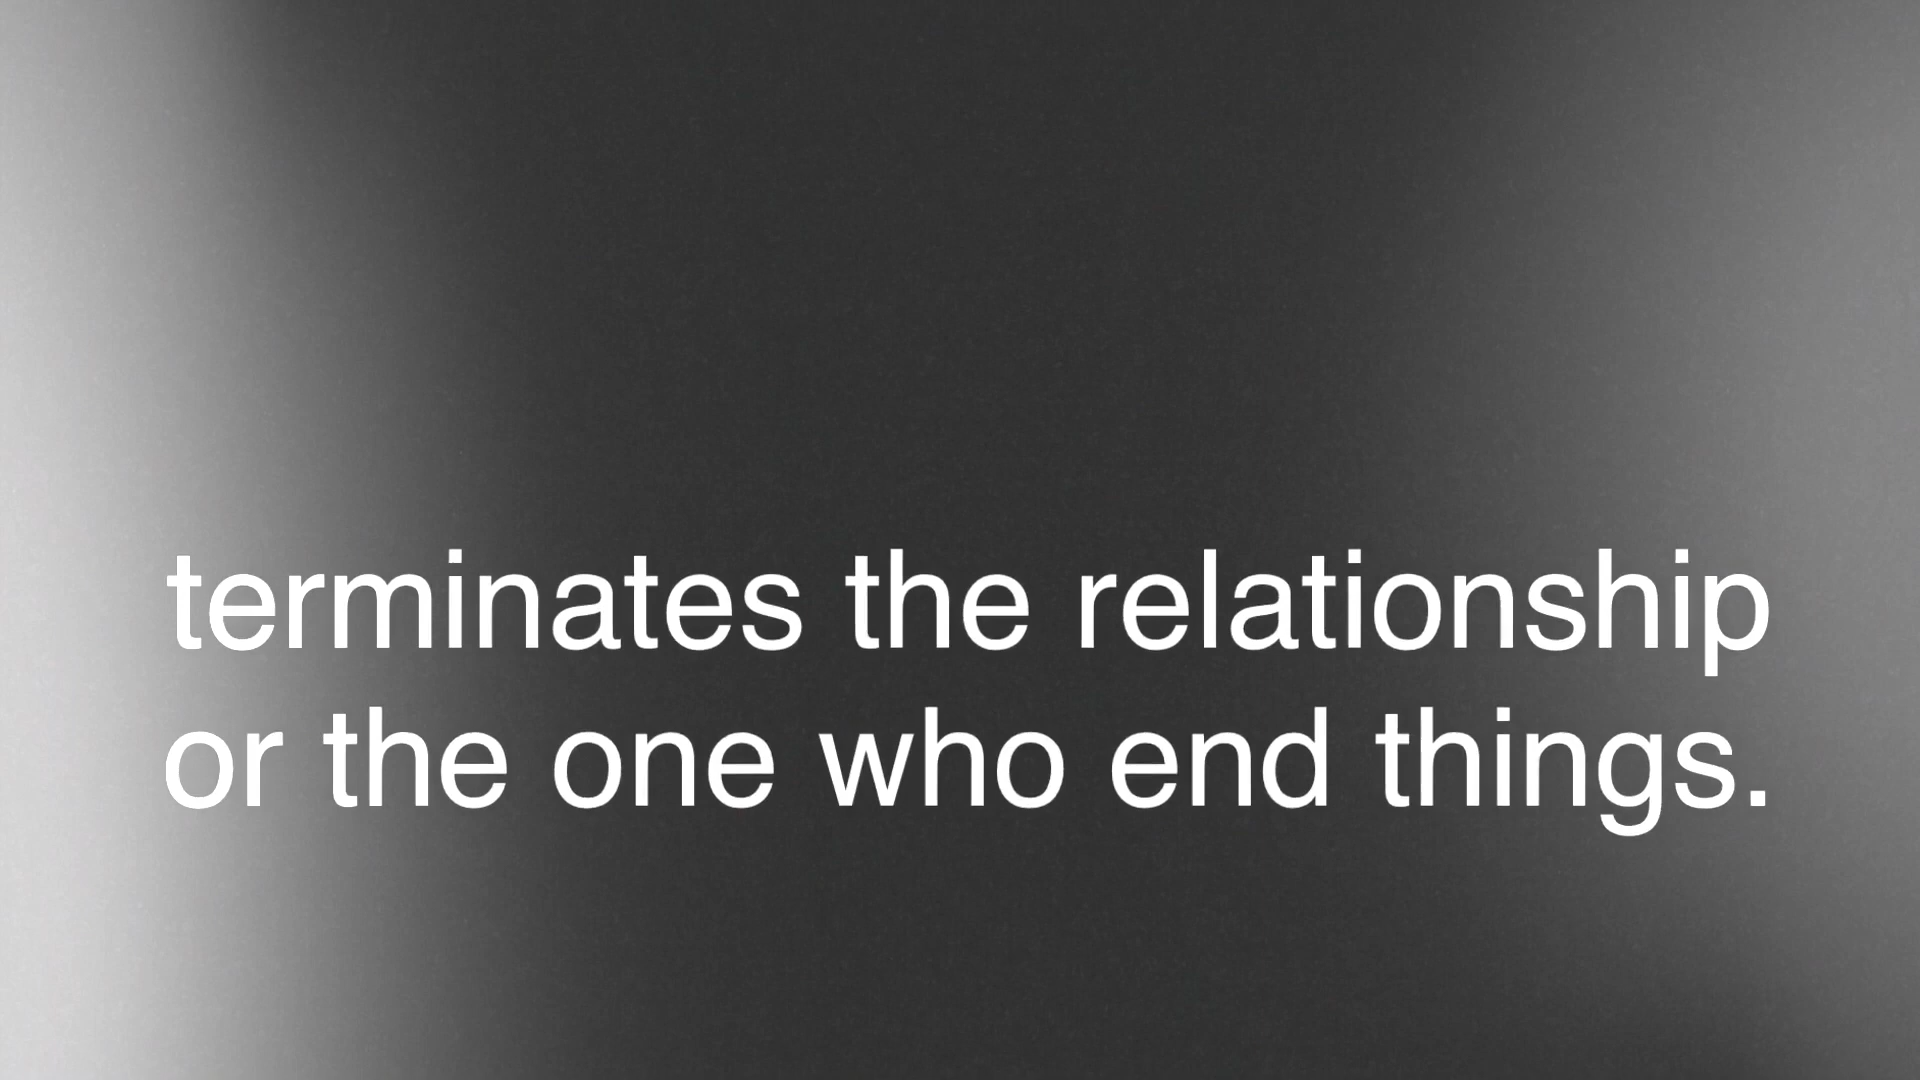 terminates the relationship
or the one who end things.